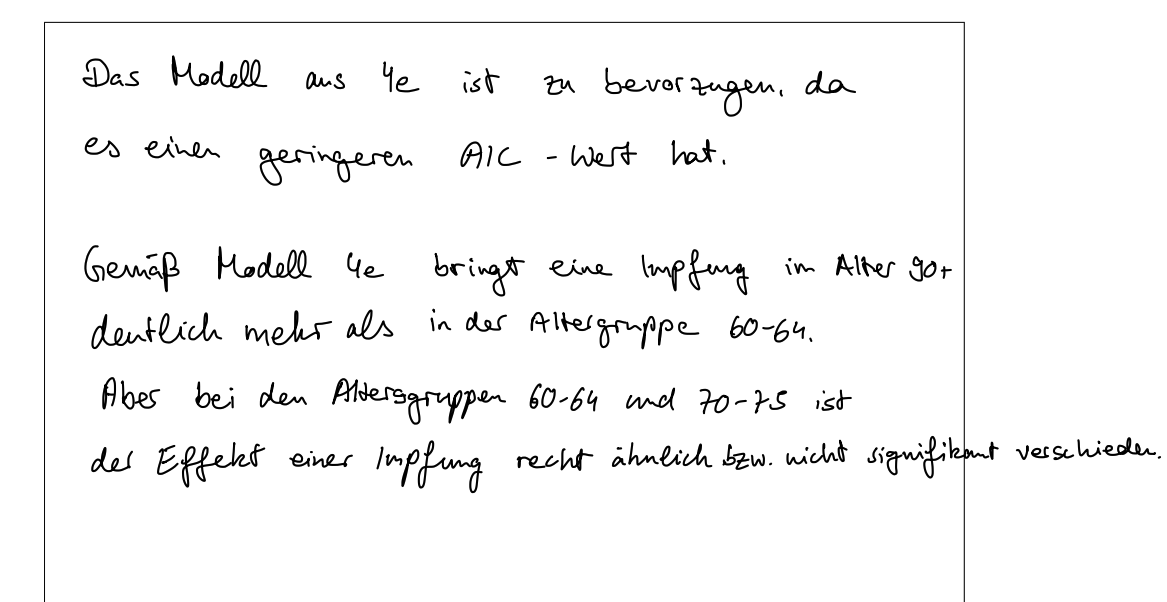 Das Modell aus 4e ist zu bevorzugen, da
es einen geringeren AIC - Wert hat.
Gemäß Modell 4e bringt eine Impfung im Alter 90+
deutlich mehr als in der Altergruppe 60-64.
Aber bei den Altersgruppen 60-64 und 70-75 ist
der Effekt einer Impfung recht ähnlich bzw. nicht signifikant verschieden.